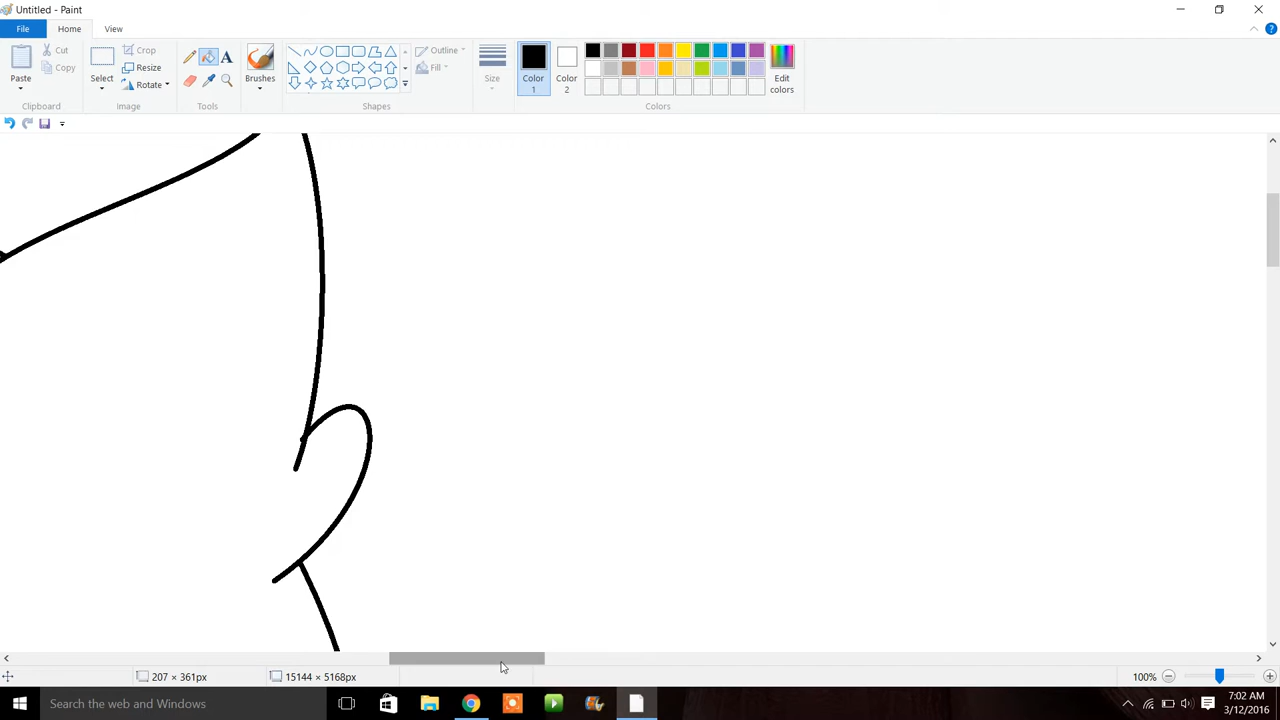 Untitled - Paint
File
Home
View
Paste
Cut
Copy
Clipboard
Select
Crop
Resize
Rotate
Image
A
Tools
Brushes
Outline
Fill
Shapes
Size
Color
1
Color
2
Edit
colors
Colors
207 × 361px
15144 × 5168px
100%
Search the web and Windows
7:02 AM
3/12/2016